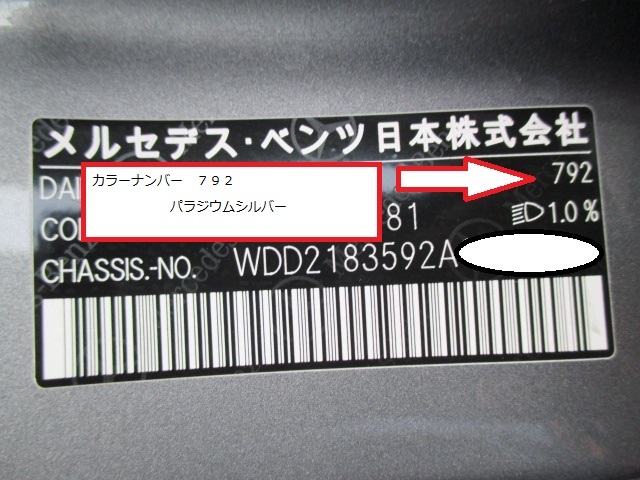 メルセデス・ベンツ日本株式会社
DAI
792
カラーナンバー 792
パラジウムシルバー
CO
81
1.0%
CHASSIS.-NO. WDD2183592A